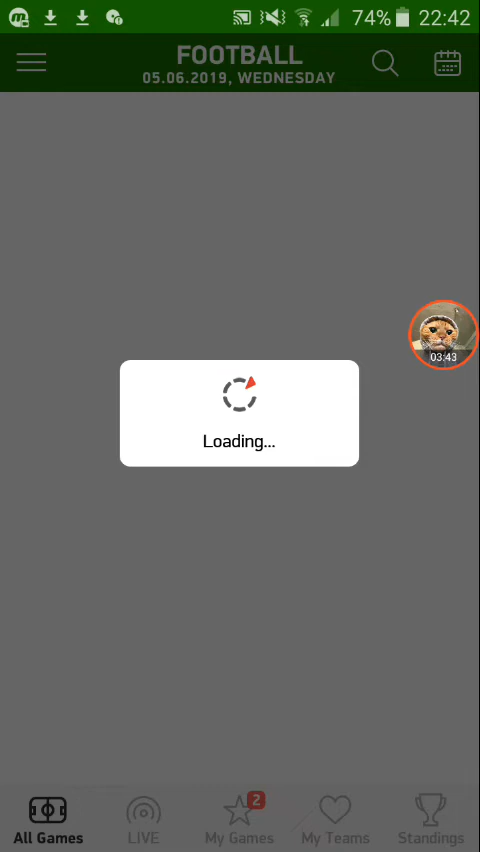 74% 22:42
FOOTBALL
05.06.2019, WEDNESDAY
03:43
Loading...
2
All Games LIVE My Games My Teams Standings